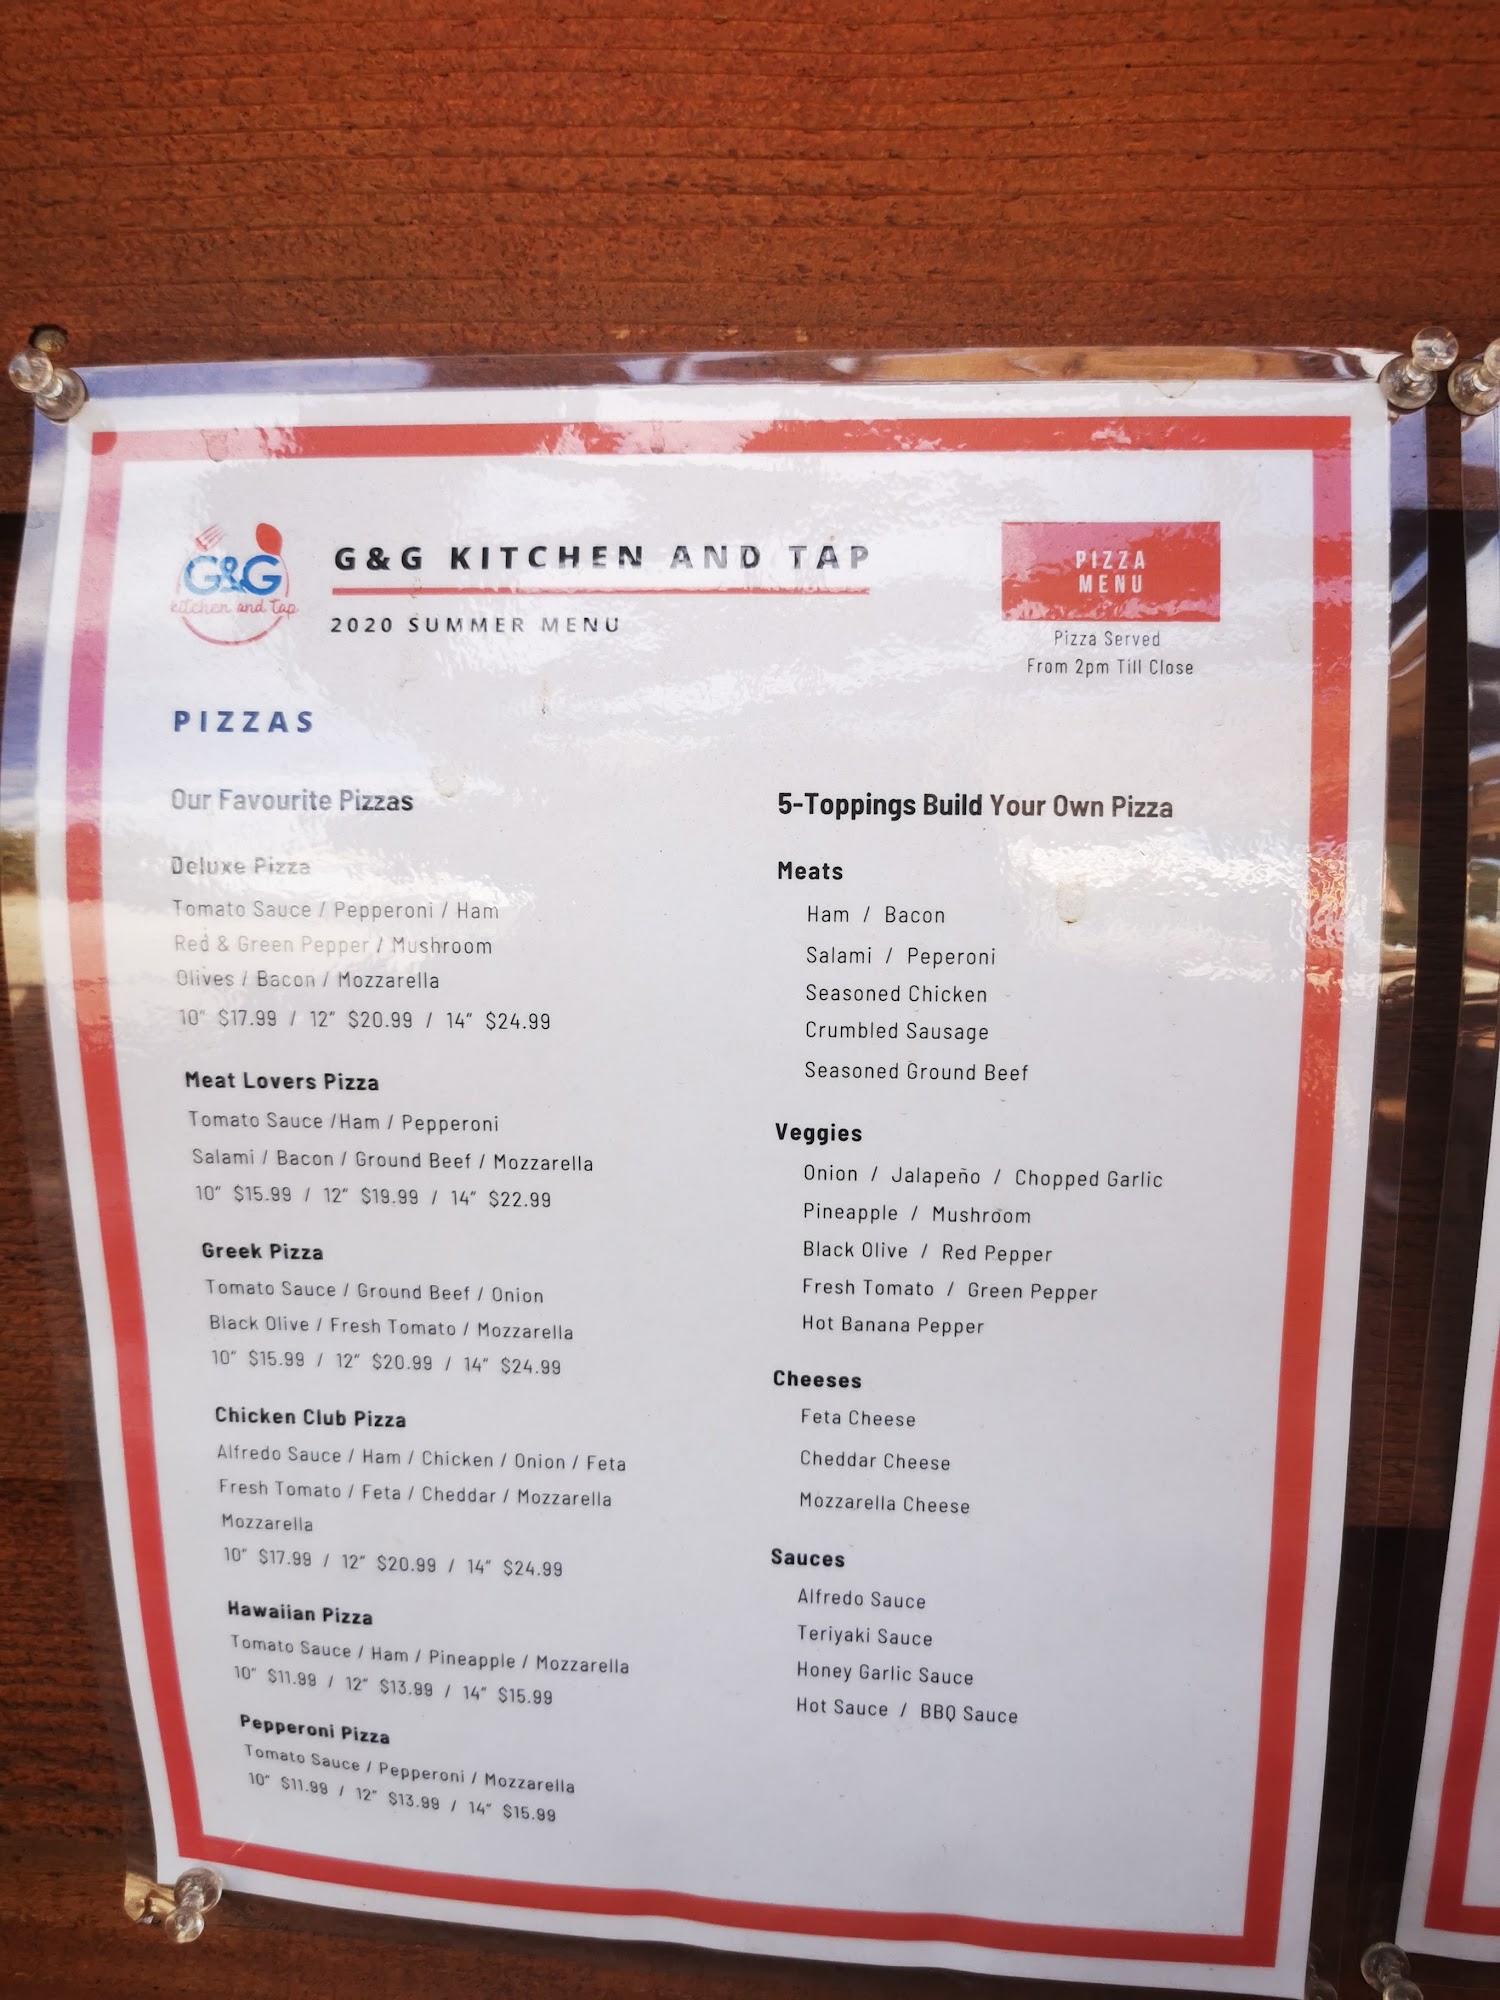 G&G
kitchen and tap
G&G KITCHEN AND TAP
2020 SUMMER MENU
PIZZA
MENU
Pizza Served
From 2pm Till Close
PIZZAS
Our Favourite Pizzas
Deluxe Pizza
Tomato Sauce / Pepperoni / Ham
Red & Green Pepper / Mushroom
Olives / Bacon / Mozzarella
10" $17.99 / 12" $20.99 / 14" $24.99
Meat Lovers Pizza
Tomato Sauce /Ham / Pepperoni
Salami / Bacon / Ground Beef / Mozzarella
10" $15.99 / 12" $19.99 / 14" $22.99
Greek Pizza
Tomato Sauce / Ground Beef / Onion
Black Olive / Fresh Tomato / Mozzarella
10" $15.99 / 12" $20.99 / 14" $24.99
Chicken Club Pizza
Alfredo Sauce / Ham / Chicken / Onion / Feta
Fresh Tomato / Feta / Cheddar / Mozzarella
Mozzarella
10" $17.99 / 12" $20.99 / 14" $24.99
Hawaiian Pizza
Tomato Sauce / Ham / Pineapple / Mozzarella
10" $11.99 / 12" $13.99 / 14" $15.99
Pepperoni Pizza
Tomato Sauce / Pepperoni / Mozzarella
10" $11.99 / 12" $13.99 / 14" $15.99
5-Toppings Build Your Own Pizza
Meats
Ham / Bacon
Salami / Peperoni
Seasoned Chicken
Crumbled Sausage
Seasoned Ground Beef
Veggies
Onion / Jalapeño / Chopped Garlic
Pineapple / Mushroom
Black Olive / Red Pepper
Fresh Tomato / Green Pepper
Hot Banana Pepper
Cheeses
Feta Cheese
Cheddar Cheese
Mozzarella Cheese
Sauces
Alfredo Sauce
Teriyaki Sauce
Honey Garlic Sauce
Hot Sauce / BBQ Sauce